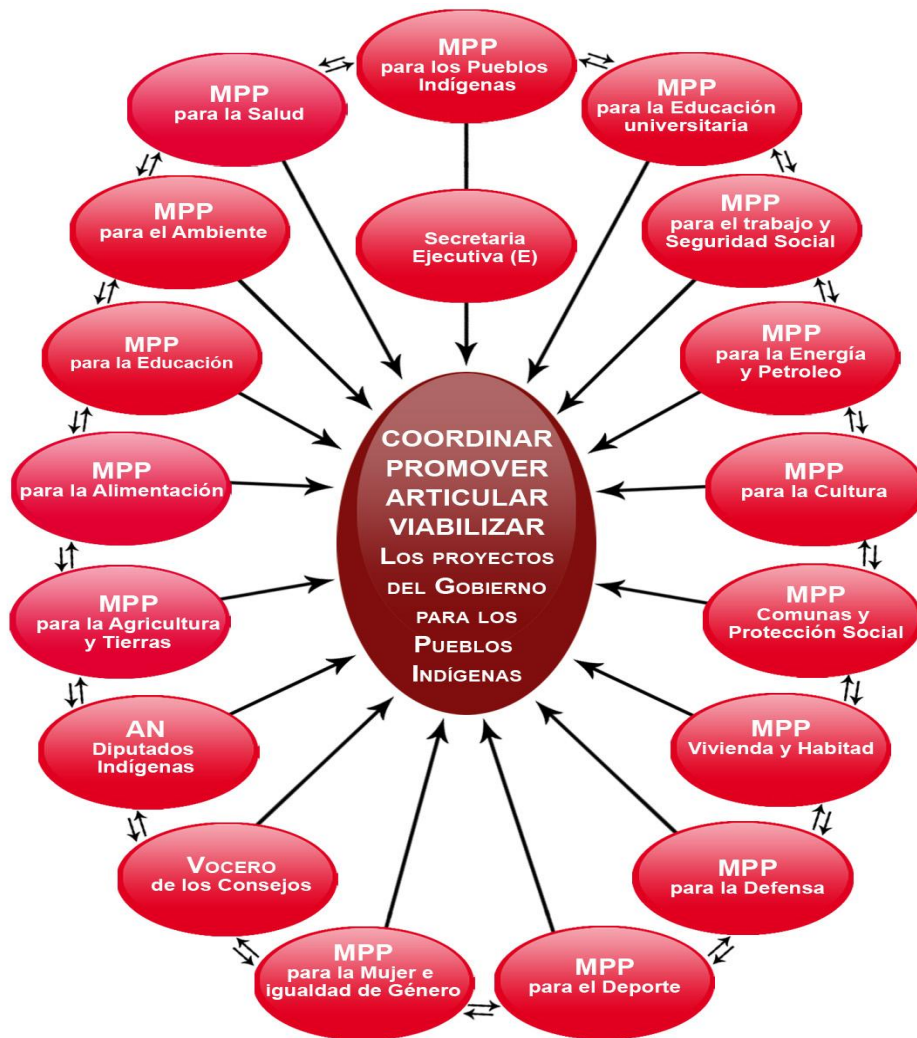 MPP
para los Pueblos
Indígenas
MPP
para la Educación
universitaria
MPP
para el trabajo y
Seguridad Social
MPP
para la Energía
y Petroleo
MPP
para la Cultura
MPP
Comunas y
Protección Social
MPP
Vivienda y Habitad
MPP
para la Defensa
MPP
para el Deporte
MPP
para la Mujer e
igualdad de Género
VOCERO
de los Consejos
AN
Diputados
Indígenas
MPP
para la Agricultura
y Tierras
MPP
para la Alimentación
MPP
para la Educación
MPP
para el Ambiente
MPP
para la Salud
Secretaria
Ejecutiva (E)
COORDINAR
PROMOVER
ARTICULAR
VIABILIZAR
LOS PROYECTOS
DEL GOBIERNO
PARA LOS
PUEBLOS
INDÍGENAS